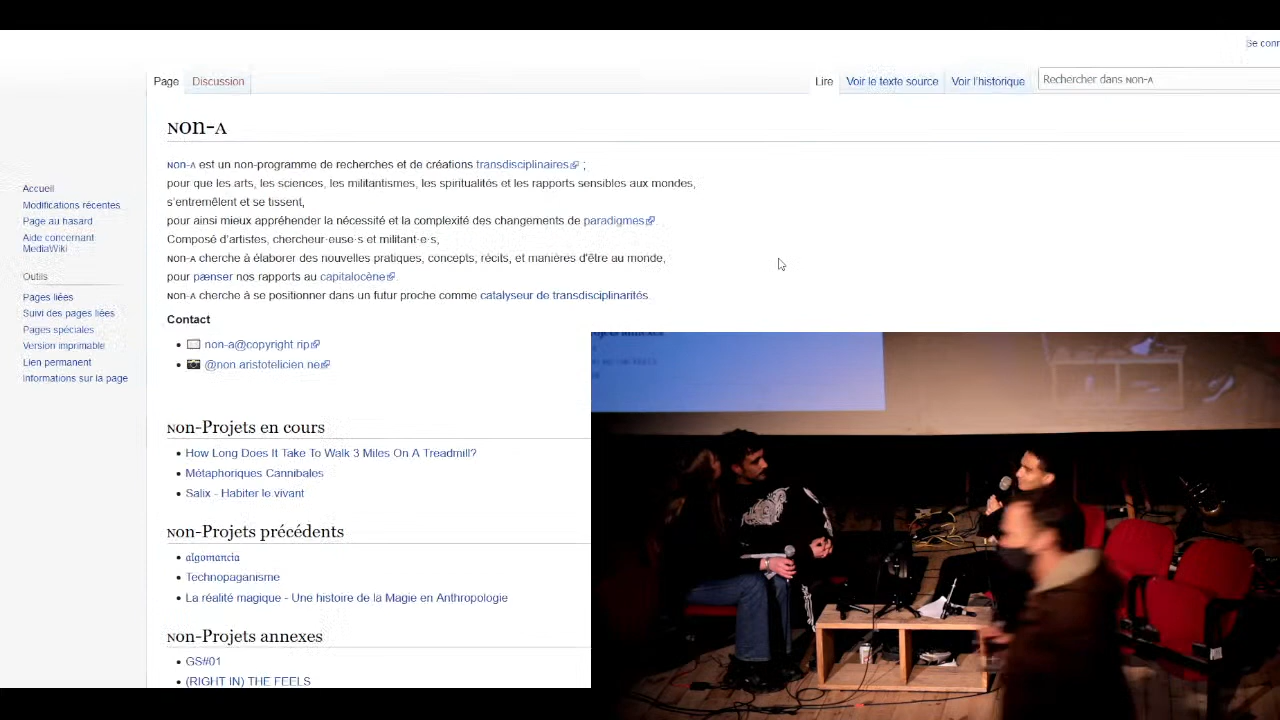 Se conn
Page
Discussion
Lire
Voir le texte source
Voir l'historique
Rechercher dans non-A
non-A
non-A est un non-programme de recherches et de créations transdisciplinaires ;
pour que les arts, les sciences, les militantismes, les spiritualités et les rapports sensibles aux mondes,
s'entremêlent et se tissent,
pour ainsi mieux appréhender la nécessité et la complexité des changements de paradigmes.
Composé d'artistes, chercheur·euse·s et militant·e·s,
non-A cherche à élaborer des nouvelles pratiques, concepts, récits, et manières d'être au monde,
pour pænser nos rapports au capitalocène.
non-A cherche à se positionner dans un futur proche comme catalyseur de transdisciplinarités.
Contact
non-a@copyright.rip
@non.aristotelicien.ne
non-Projets en cours
How Long Does It Take To Walk 3 Miles On A Treadmill?
Métaphoriques Cannibales
Salix - Habiter le vivant
non-Projets précédents
algomancia
Technopaganisme
La réalité magique - Une histoire de la Magie en Anthropologie
non-Projets annexes
GS#01
(RIGHT IN) THE FEELS
Accueil
Modifications récentes
Page au hasard
Aide concernant
MediaWiki
Outils
Pages liées
Suivi des pages liées
Pages spéciales
Version imprimable
Lien permanent
Informations sur la page